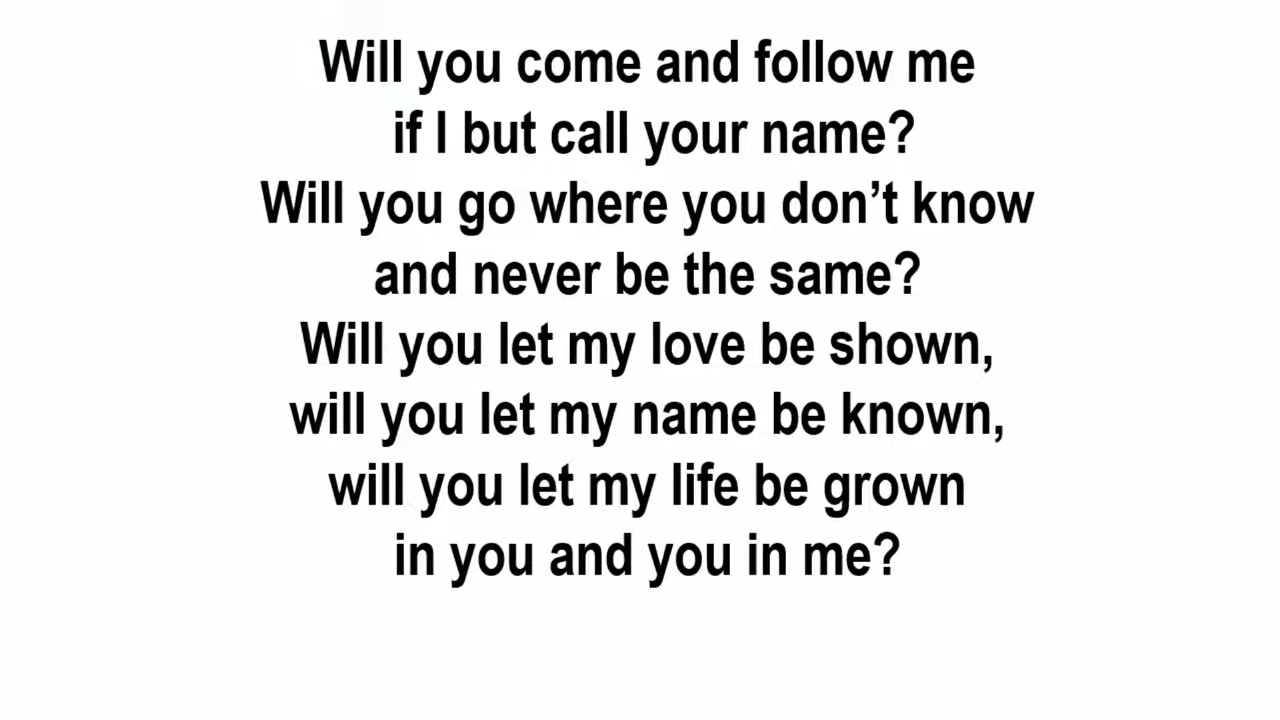 Will you come and follow me
if I but call your name?
Will you go where you don’t know
and never be the same?
Will you let my love be shown,
will you let my name be known,
will you let my life be grown
in you and you in me?